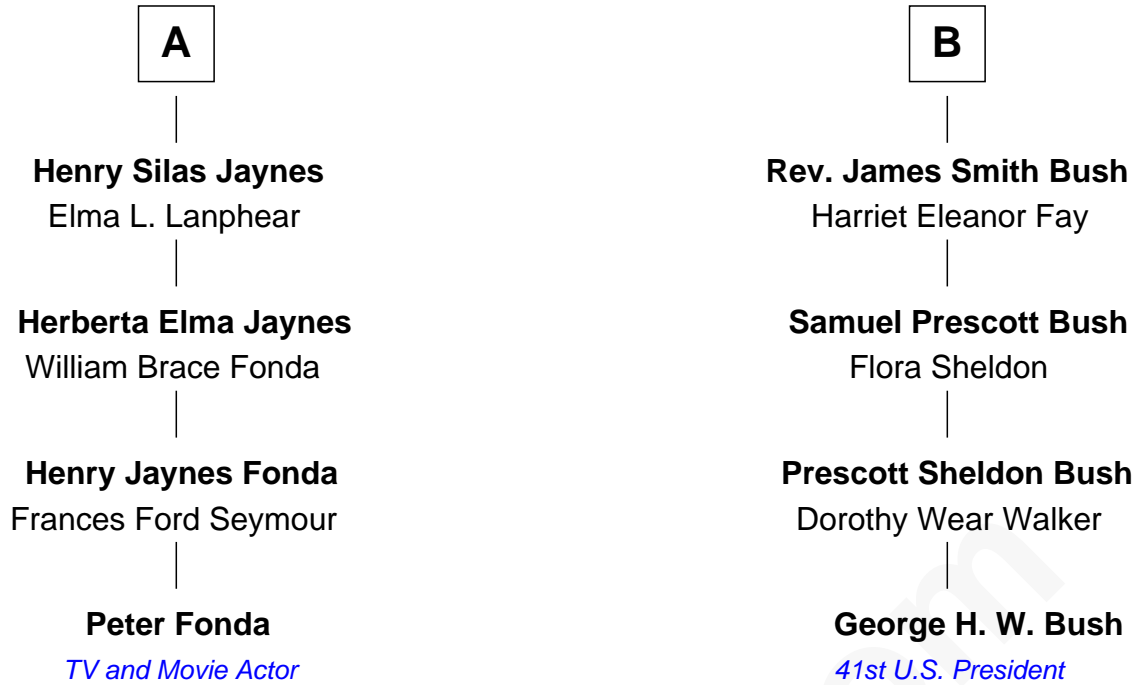 A
Henry Silas Jaynes
Elma L. Lanphear
Herberta Elma Jaynes
William Brace Fonda
Henry Jaynes Fonda
Frances Ford Seymour
Peter Fonda
TV and Movie Actor
B
Rev. James Smith Bush
Harriet Eleanor Fay
Samuel Prescott Bush
Flora Sheldon
Prescott Sheldon Bush
Dorothy Wear Walker
George H. W. Bush
41st U.S. President